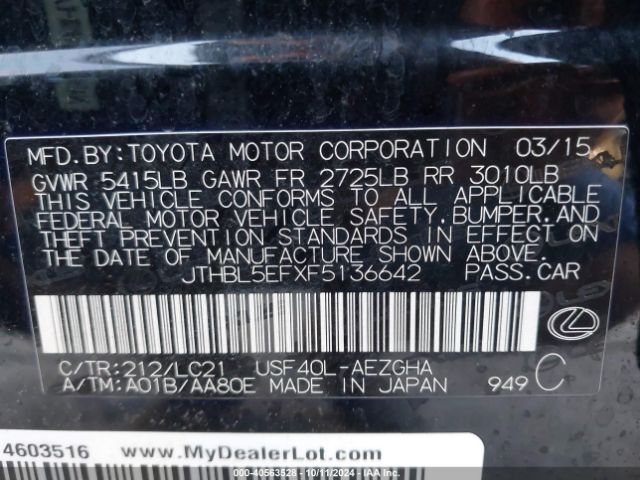 MFD.BY:TOYOTA MOTOR CORPORATION 03/15
GVWR 5415LB GAWR FR 2725LB RR 3010LB
THIS VEHICLE CONFORMS TO ALL APPLICABLE
FEDERAL MOTOR VEHICLE SAFETY,BUMPER,AND
THEFT PREVENTION STANDARDS IN EFFECT ON
THE DATE OF MANUFACTURE SHOWN ABOVE.
JTHBL5EFXF5136642 PASS.CAR
C/TR:212/LC21 USF40L-AEZGHA
A/TM:A01B/AA80E MADE IN JAPAN 949 C
4603516 www.MyDealerLot.com
000-40563528 - 10/11/2024 - IAA Inc.